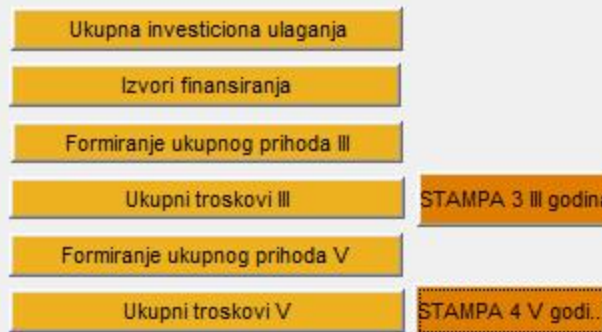 Ukupna investiciona ulaganja
Izvori finansiranja
Formiranje ukupnog prihoda III
Ukupni troskovi III
STAMPA 3 III godina
Formiranje ukupnog prihoda V
Ukupni troskovi V
STAMPA 4 V godi...